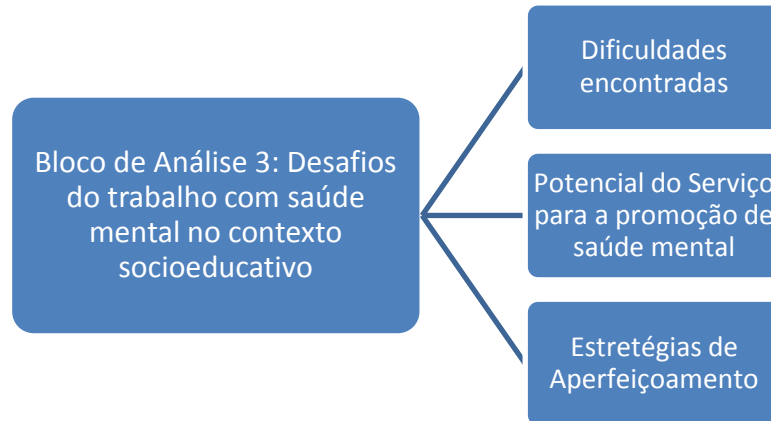 Bloco de Análise 3: Desafios
do trabalho com saúde
mental no contexto
socioeducativo
Dificuldades
encontradas
Potencial do Serviço
para a promoção de
saúde mental
Estretégias de
Aperfeiçoamento